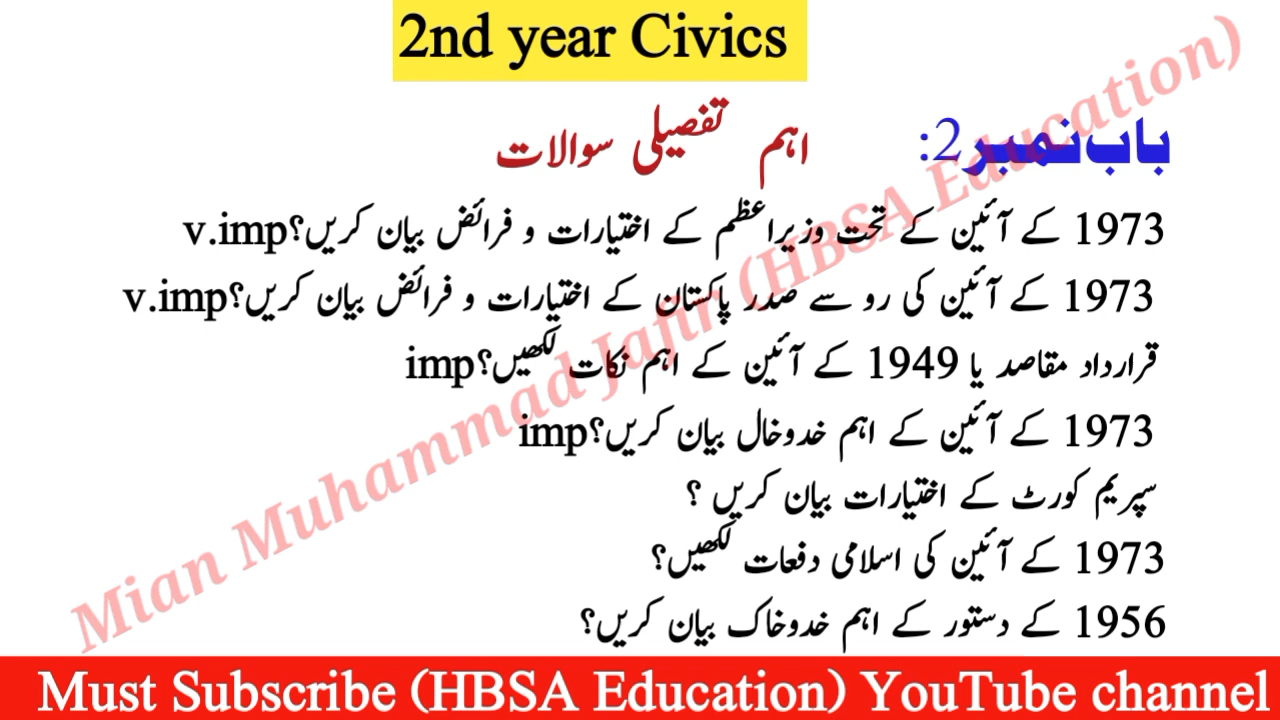 2nd year Civics
باب نمبر 2: اہم تفصیلی سوالات
1973 کے آئین کے تحت وزیراعظم کے اختیارات و فرائض بیان کریں؟v.imp
1973 کے آئین کی رو سے صدر پاکستان کے اختیارات و فرائض بیان کریں؟v.imp
قرارداد مقاصد یا 1949 کے آئین کے اہم نکات لکھیں؟imp
1973 کے آئین کے اہم خدوخال بیان کریں؟imp
سپریم کورٹ کے اختیارات بیان کریں ؟
1973 کے آئین کی اسلامی دفعات لکھیں؟
1956 کے دستور کے اہم خدوخاک بیان کریں؟
Mian Muhammad Jafir (HBSA Education)
Must Subscribe (HBSA Education) YouTube channel